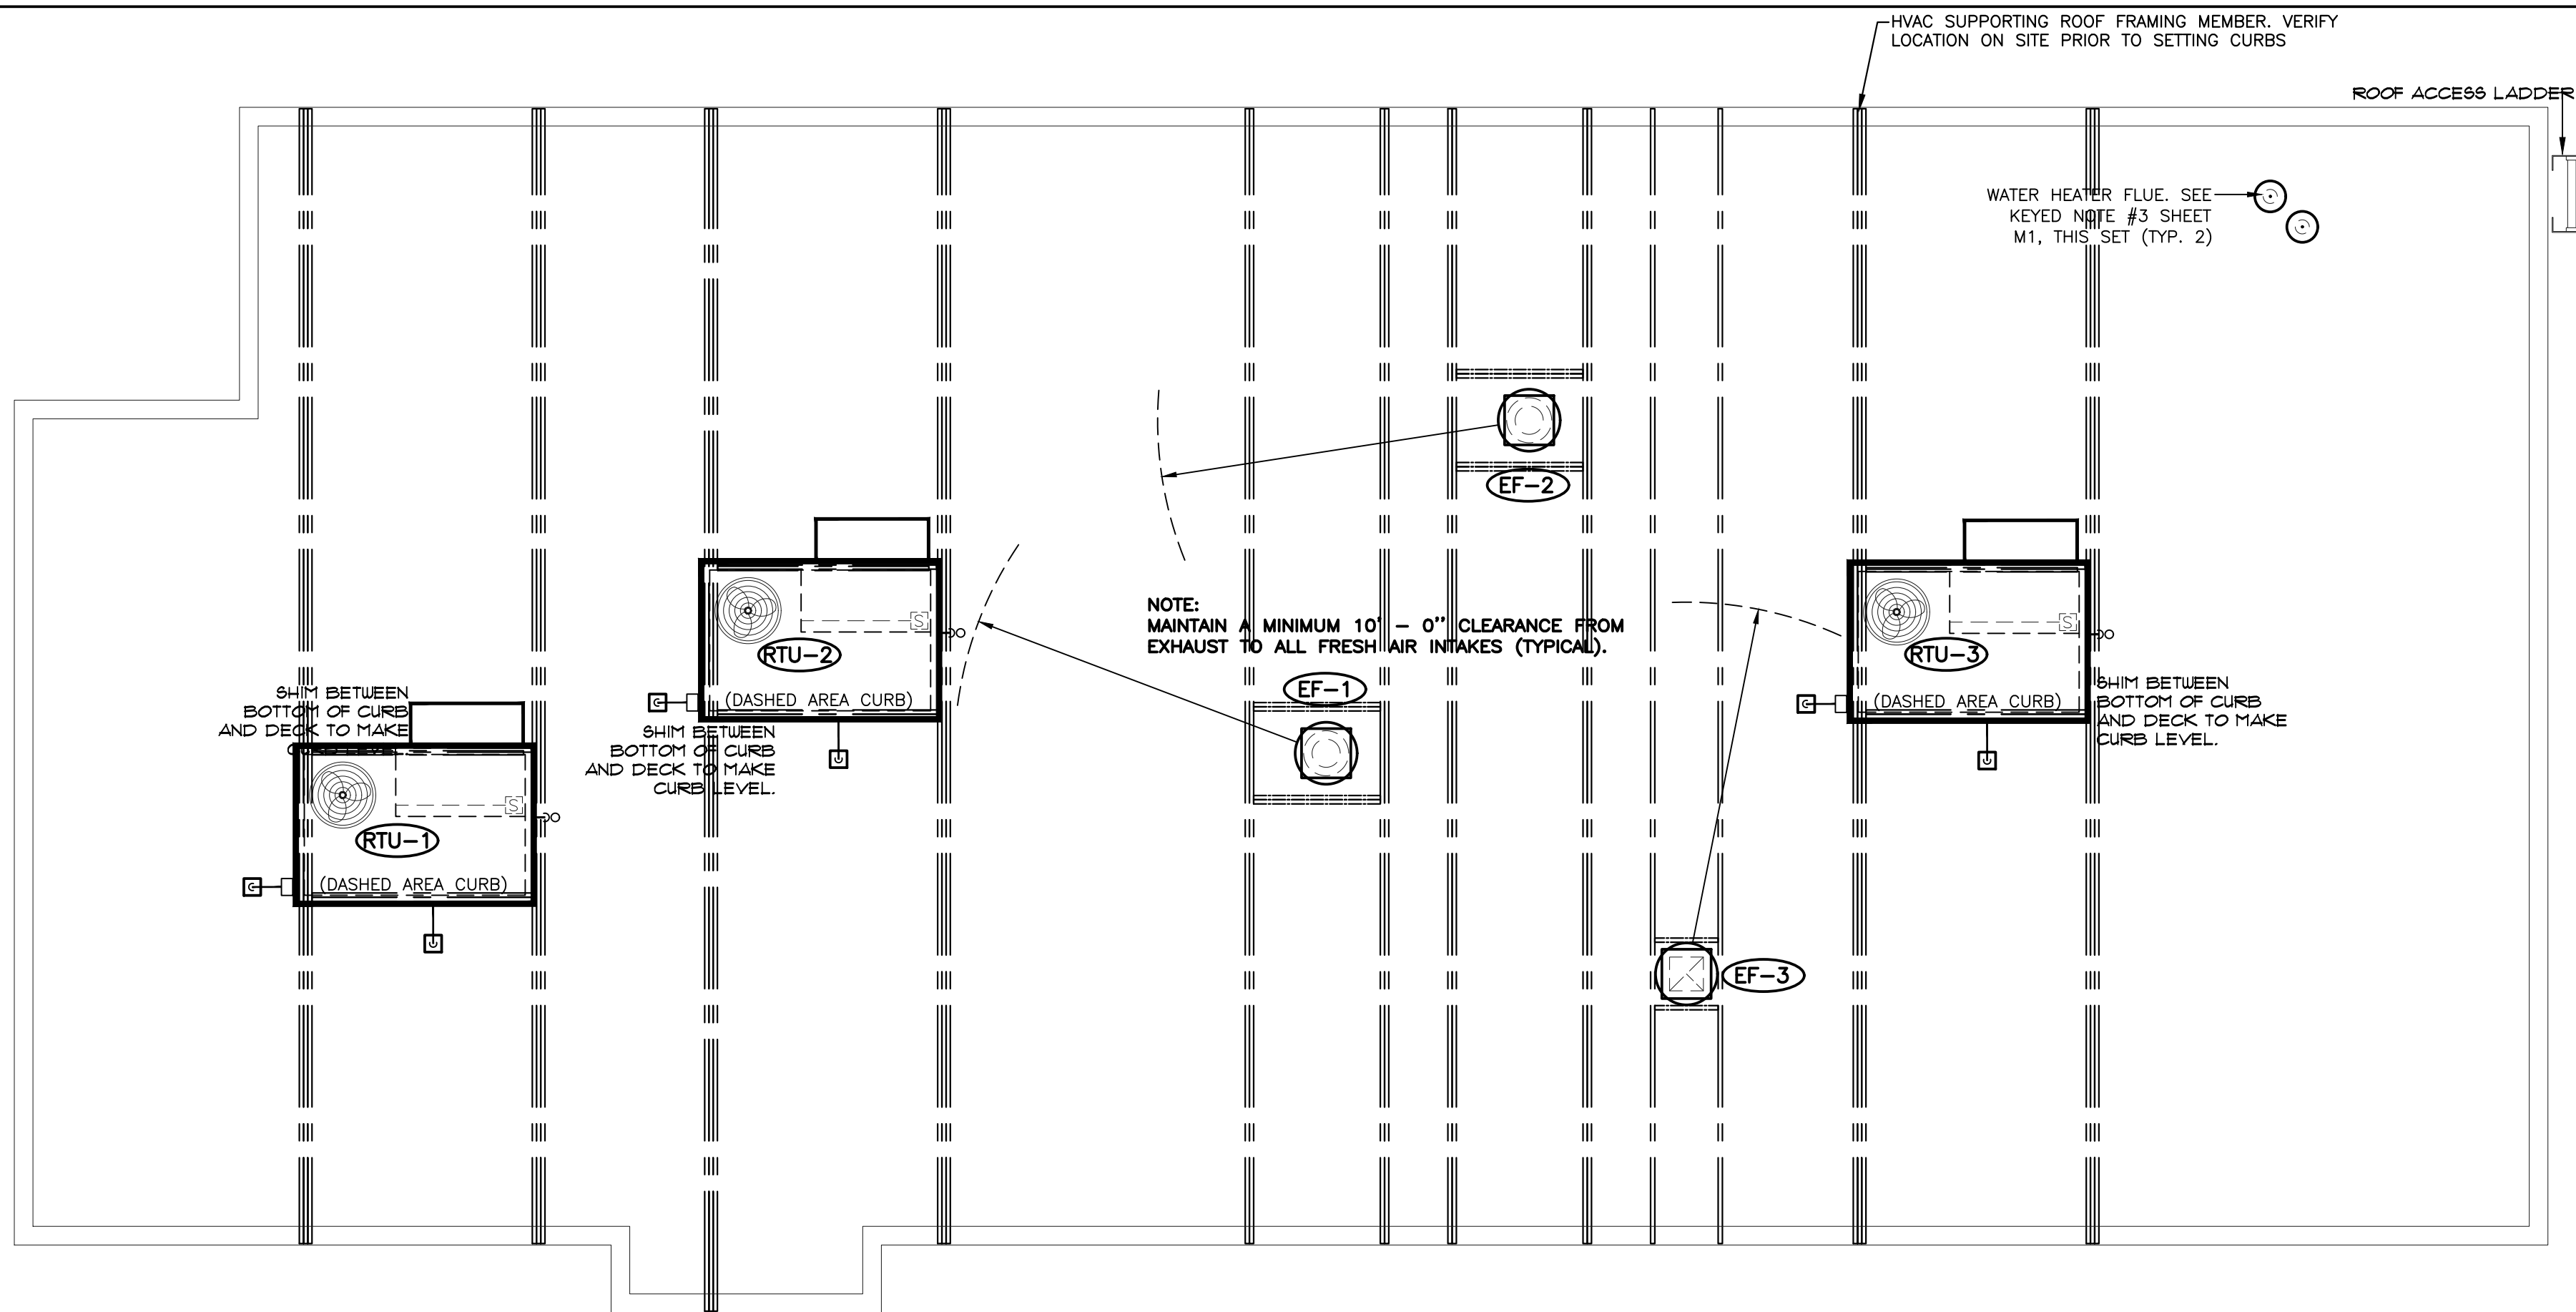 HVAC SUPPORTING ROOF FRAMING MEMBER. VERIFY
LOCATION ON SITE PRIOR TO SETTING CURBS
ROOF ACCESS LADDER
WATER HEATER FLUE. SEE
KEYED NOTE #3 SHEET
M1, THIS SET (TYP. 2)
EF-2
NOTE:
MAINTAIN A MINIMUM 10' - 0'' CLEARANCE FROM
EXHAUST TO ALL FRESH AIR INTAKES (TYPICAL).
S
RTU-2
(DASHED AREA CURB)
SHIM BETWEEN
BOTTOM OF CURB
AND DECK TO MAKE
CURB LEVEL.
S
RTU-3
(DASHED AREA CURB)
SHIM BETWEEN
BOTTOM OF CURB
AND DECK TO MAKE
CURB LEVEL.
EF-1
SHIM BETWEEN
BOTTOM OF CURB
AND DECK TO MAKE
CURB LEVEL.
S
RTU-1
(DASHED AREA CURB)
EF-3